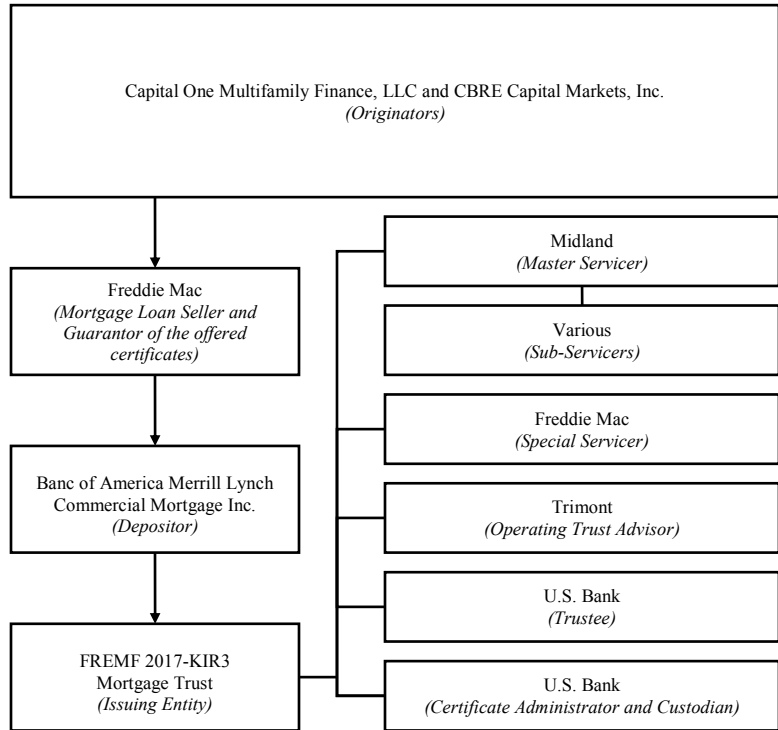 Capital One Multifamily Finance, LLC and CBRE Capital Markets, Inc.
(Originators)
Freddie Mac
(Mortgage Loan Seller and
Guarantor of the offered
certificates)
Banc of America Merrill Lynch
Commercial Mortgage Inc.
(Depositor)
FREMF 2017-KIR3
Mortgage Trust
(Issuing Entity)
Midland
(Master Servicer)
Various
(Sub-Servicers)
Freddie Mac
(Special Servicer)
Trimont
(Operating Trust Advisor)
U.S. Bank
(Trustee)
U.S. Bank
(Certificate Administrator and Custodian)